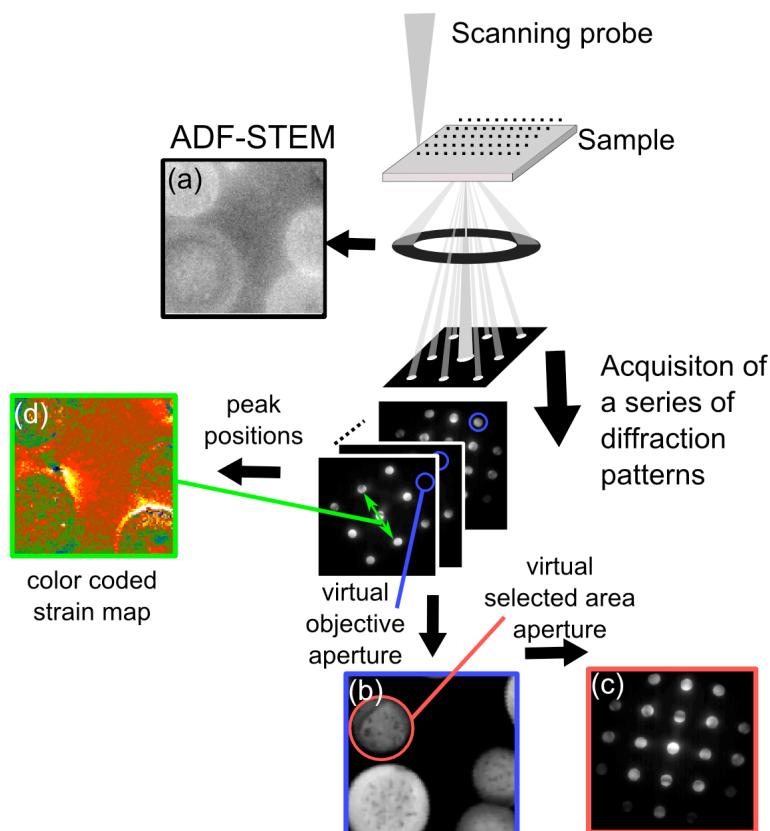 Scanning probe
ADF-STEM
Sample
(a)
Acquisiton of
a series of
diffraction
patterns
(d)
peak
positions
color coded
strain map
virtual
objective
aperture
virtual
selected area
aperture
(b)
(c)